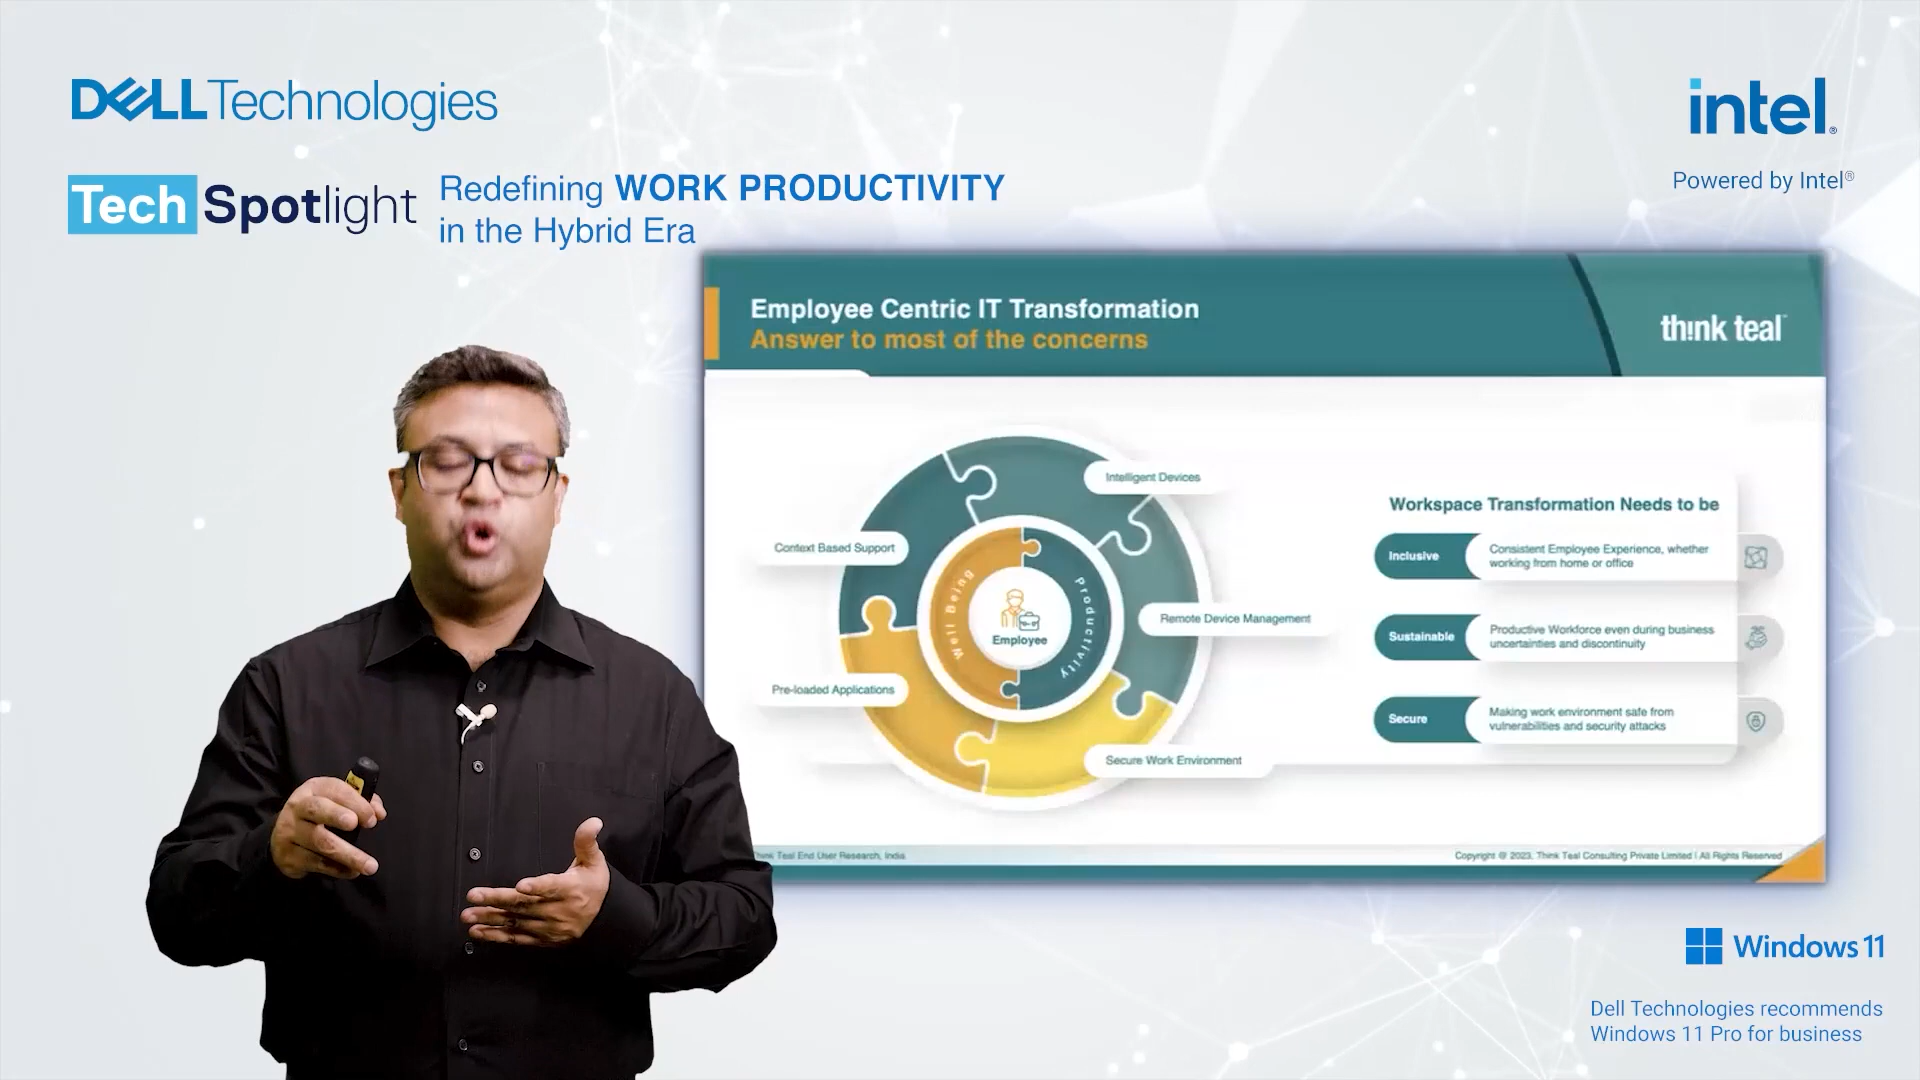 DELL Technologies
intel®
Powered by Intel®
Tech Spotlight
Redefining WORK PRODUCTIVITY
in the Hybrid Era
Employee Centric IT Transformation
Answer to most of the concerns
th!nk teal
Intelligent Devices
Context Based Support
Well Being
Productivity
Employee
Remote Device Management
Pre-loaded Applications
Secure Work Environment
Workspace Transformation Needs to be
Inclusive
Consistent Employee Experience, whether
working from home or office
Sustainable
Productive Workforce even during business
uncertainties and discontinuity
Secure
Making work environment safe from
vulnerabilities and security attacks
Think Teal End User Research, India
Copyright @ 2023, Think Teal Consulting Private Limited | All Rights Reserved
Windows 11
Dell Technologies recommends
Windows 11 Pro for business